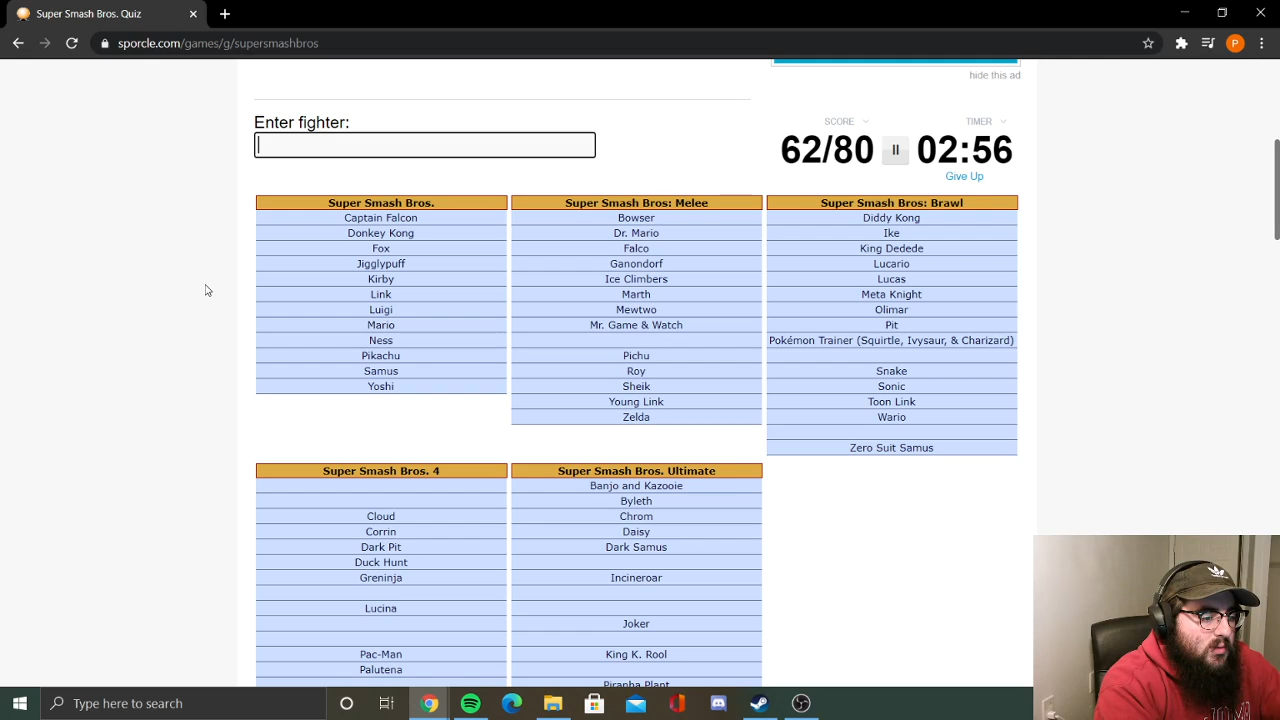 Super Smash Bros. Quiz
sporcle.com/games/g/supersmashbros
P
hide this ad
Enter fighter:
SCORE
TIMER
62/80
02:56
Give Up
Super Smash Bros.
Captain Falcon
Donkey Kong
Fox
Jigglypuff
Kirby
Link
Luigi
Mario
Ness
Pikachu
Samus
Yoshi
Super Smash Bros: Melee
Bowser
Dr. Mario
Falco
Ganondorf
Ice Climbers
Marth
Mewtwo
Mr. Game & Watch
Pichu
Roy
Sheik
Young Link
Zelda
Super Smash Bros: Brawl
Diddy Kong
Ike
King Dedede
Lucario
Lucas
Meta Knight
Olimar
Pit
Pokémon Trainer (Squirtle, Ivysaur, & Charizard)
Snake
Sonic
Toon Link
Wario
Zero Suit Samus
Super Smash Bros. 4
Cloud
Corrin
Dark Pit
Duck Hunt
Greninja
Lucina
Pac-Man
Palutena
Super Smash Bros. Ultimate
Banjo and Kazooie
Byleth
Chrom
Daisy
Dark Samus
Incineroar
Joker
King K. Rool
Piranha Plant
Type here to search